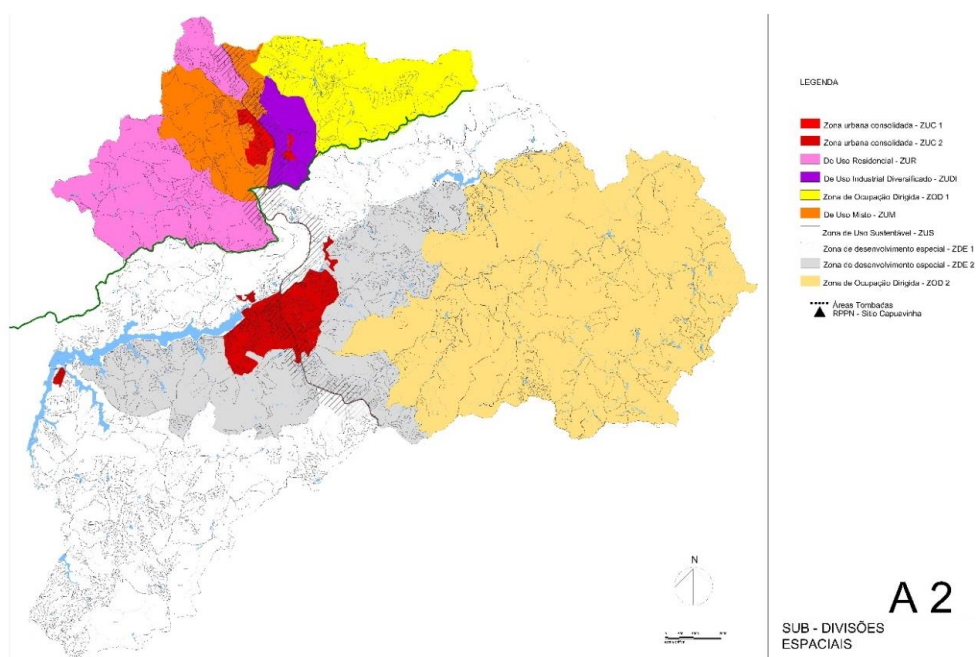 LEGENDA
Zona urbana consolidada - ZUC 1
Zona urbana consolidada - ZUC 2
De Uso Residencial - ZUR
De Uso Industrial Diversificado - ZUDI
Zona de Ocupação Dirigida - ZOD 1
De Uso Misto - ZUM
Zona de Uso Sustentável - ZUS
Zona de desenvolvimento especial - ZDE 1
Zona de desenvolvimento especial - ZDE 2
Zona de Ocupação Dirigida - ZOD 2
Áreas Tombadas
RPPN - Sitio Capuavinha
N
A 2
SUB - DIVISÕES
ESPACIAIS